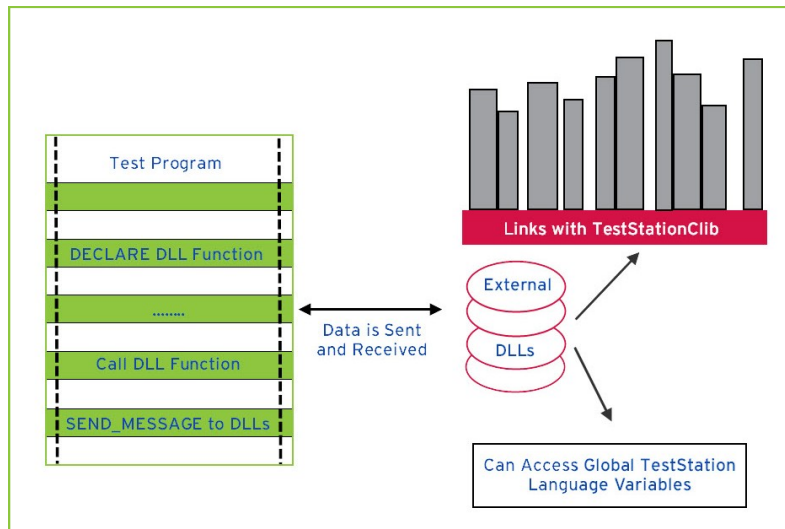 Test Program
DECLARE DLL Function
........
Call DLL Function
SEND_MESSAGE to DLLs
Data is Sent
and Received
Links with TestStationClib
External
DLLs
Can Access Global TestStation
Language Variables